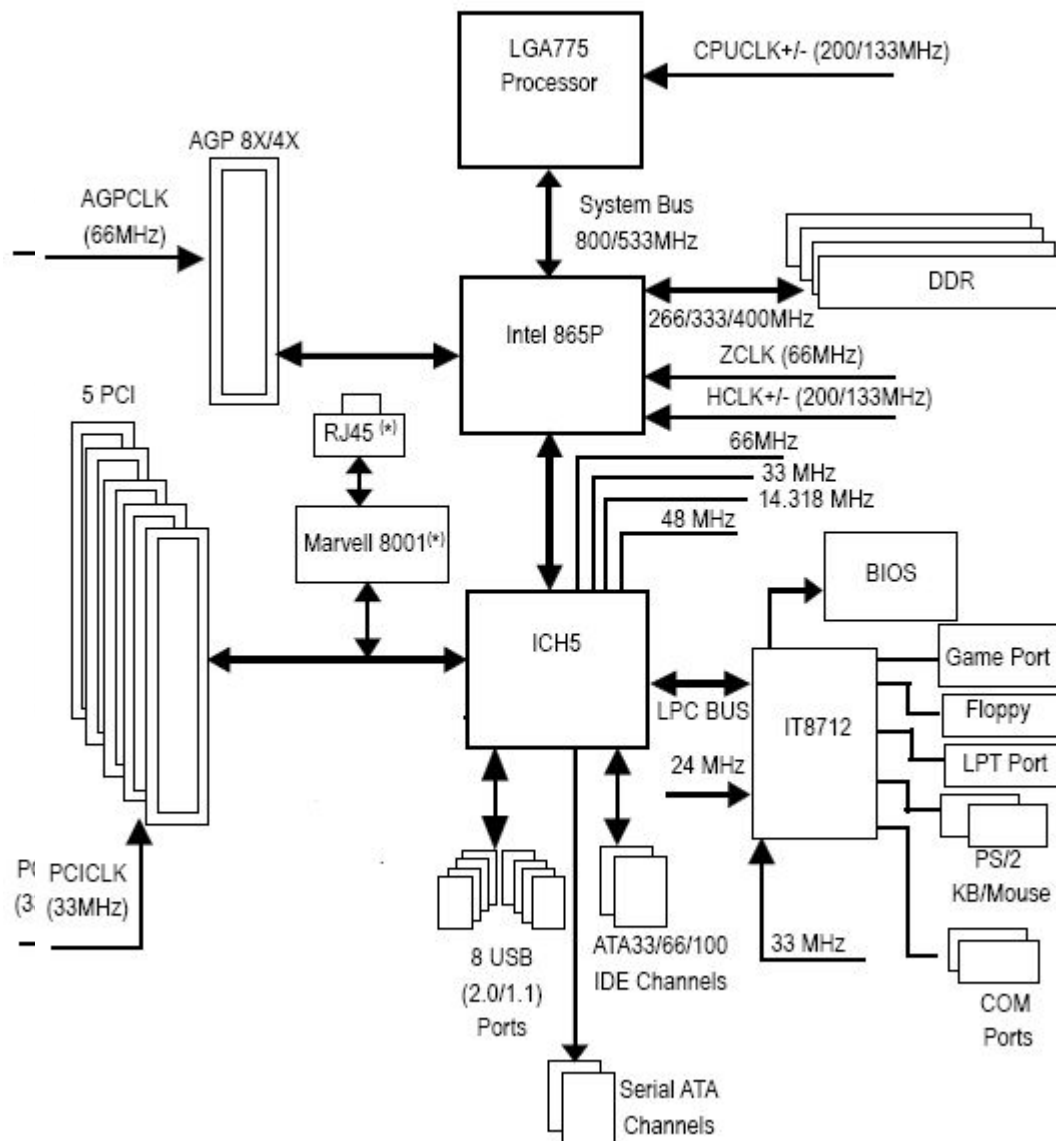 LGA775
Processor
CPUCLK+/- (200/133MHz)
AGP 8X/4X
AGPCLK
(66MHz)
System Bus
800/533MHz
DDR
266/333/400MHz
Intel 865P
ZCLK (66MHz)
HCLK+/- (200/133MHz)
5 PCI
RJ45 (*)
66MHz
33 MHz
14.318 MHz
48 MHz
Marvell 8001(*)
BIOS
ICH5
Game Port
LPC BUS
IT8712
Floppy
24 MHz
LPT Port
PS/2
KB/Mouse
PC PCICLK
(3: (33MHz)
33 MHz
8 USB
(2.0/1.1)
Ports
ATA33/66/100
IDE Channels
COM
Ports
Serial ATA
Channels